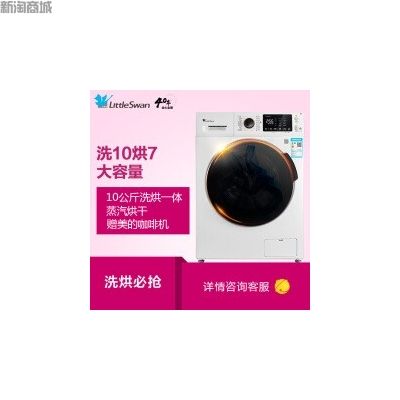 新淘商城
LittleSwan
洗10烘7
大容量
10公斤洗烘一体
蒸汽烘干
赠美的咖啡机
洗烘必抢
详情咨询客服